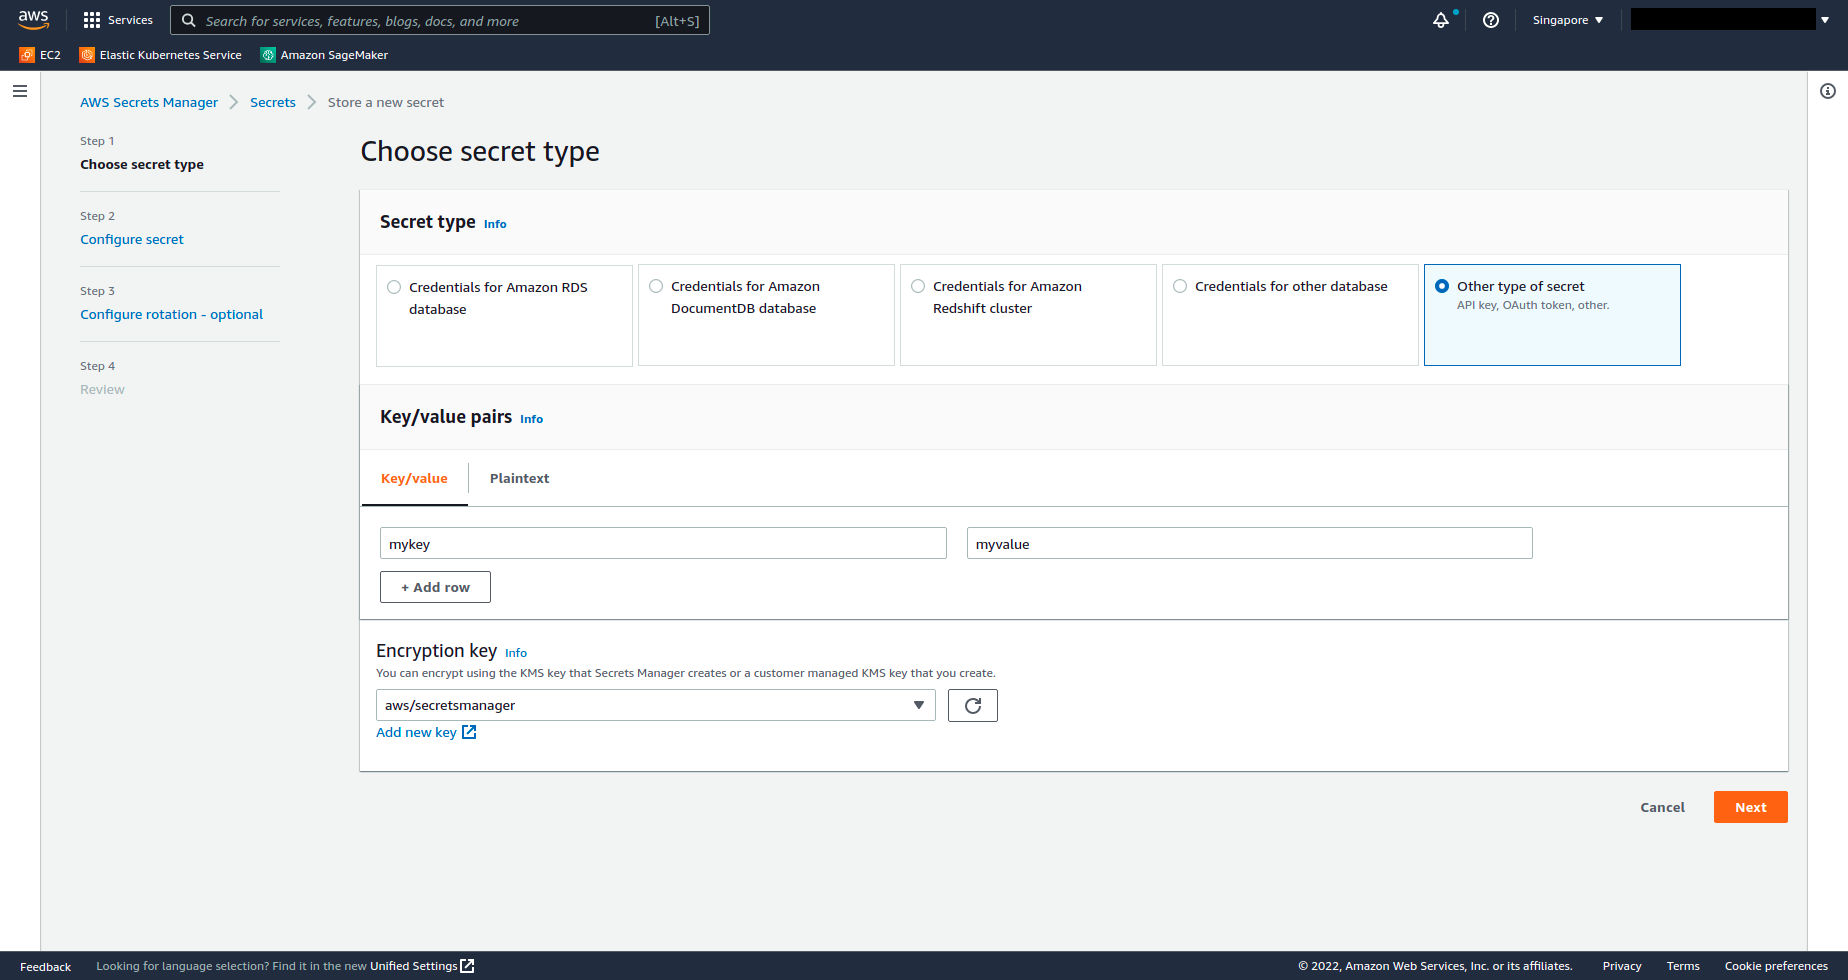 aws
Services
Search for services, features, blogs, docs, and more [Alt+S]
Singapore
EC2
Elastic Kubernetes Service
Amazon SageMaker
AWS Secrets Manager
Secrets
Store a new secret
Step 1
Choose secret type
Step 2
Configure secret
Step 3
Configure rotation - optional
Step 4
Review
Choose secret type
Secret type Info
Credentials for Amazon RDS
database
Credentials for Amazon
DocumentDB database
Credentials for Amazon
Redshift cluster
Credentials for other database
Other type of secret
API key, OAuth token, other.
Key/value pairs Info
Key/value
Plaintext
mykey
myvalue
+ Add row
Encryption key Info
You can encrypt using the KMS key that Secrets Manager creates or a customer managed KMS key that you create.
aws/secretsmanager
Add new key
Cancel
Next
Feedback
Looking for language selection? Find it in the new Unified Settings
© 2022, Amazon Web Services, Inc. or its affiliates.
Privacy
Terms
Cookie preferences